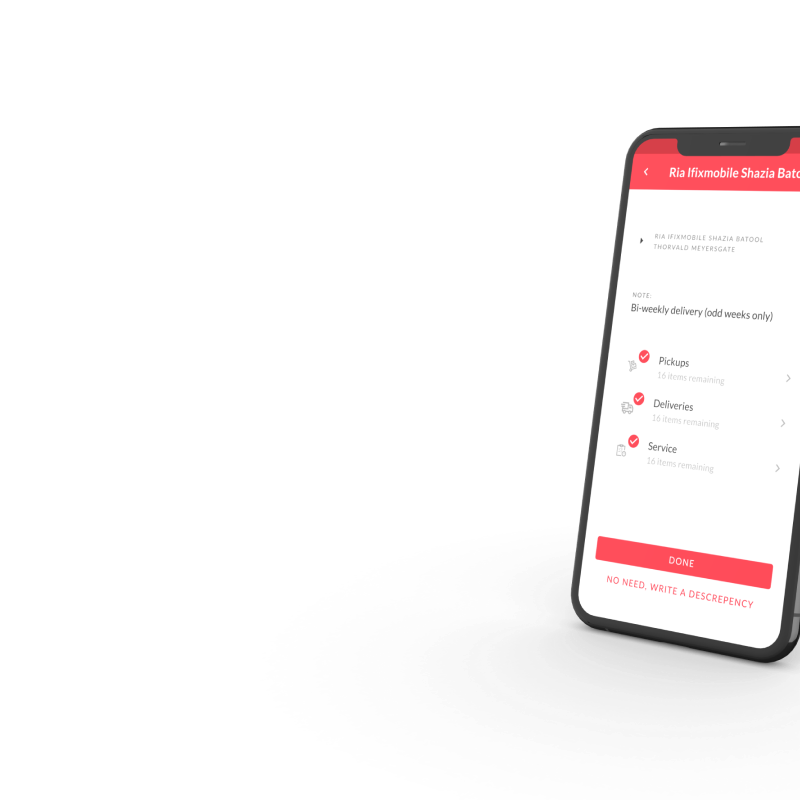 Ria Ifixmobile Shazia Bato
RIA IFIXMOBILE SHAZIA BATOOL
THORVALD MEYERSGATE
NOTE:
Bi-weekly delivery (odd weeks only)
Pickups
16 items remaining
Deliveries
16 items remaining
Service
16 items remaining
DONE
NO NEED, WRITE A DESCREPENCY